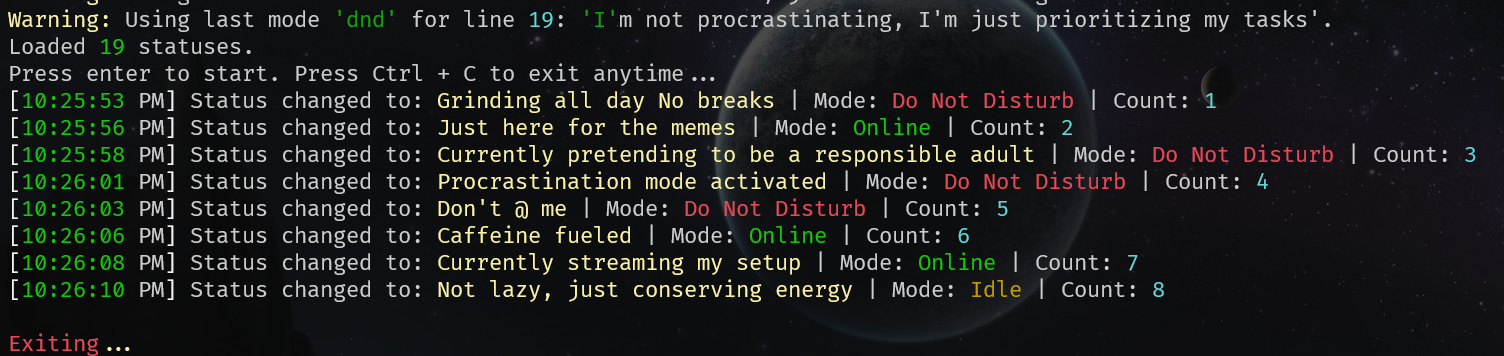 Warning: Using last mode 'dnd' for line 19: 'I'm not procrastinating, I'm just prioritizing my tasks'.
Loaded 19 statuses.
Press enter to start. Press Ctrl + C to exit anytime...
[10:25:53 PM] Status changed to: Grinding all day No breaks | Mode: Do Not Disturb | Count: 1
[10:25:56 PM] Status changed to: Just here for the memes | Mode: Online | Count: 2
[10:25:58 PM] Status changed to: Currently pretending to be a responsible adult | Mode: Do Not Disturb | Count: 3
[10:26:01 PM] Status changed to: Procrastination mode activated | Mode: Do Not Disturb | Count: 4
[10:26:03 PM] Status changed to: Don't @ me | Mode: Do Not Disturb | Count: 5
[10:26:06 PM] Status changed to: Caffeine fueled | Mode: Online | Count: 6
[10:26:08 PM] Status changed to: Currently streaming my setup | Mode: Online | Count: 7
[10:26:10 PM] Status changed to: Not lazy, just conserving energy | Mode: Idle | Count: 8
Exiting...